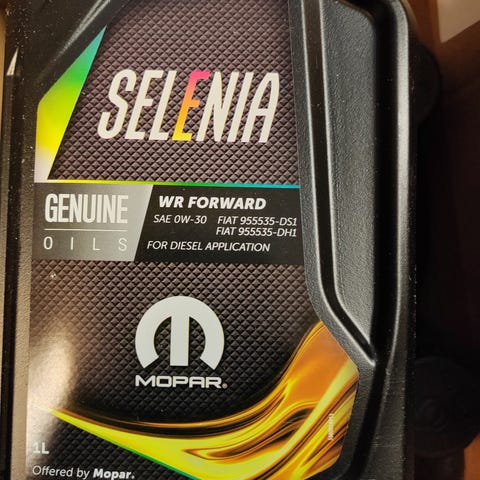 SELENIA
GENUINE
OILS
WR FORWARD
SAE 0W-30 FIAT 955535-DS1
FIAT 955535-DH1
FOR DIESEL APPLICATION
MOPAR®
1L
Offered by Mopar.